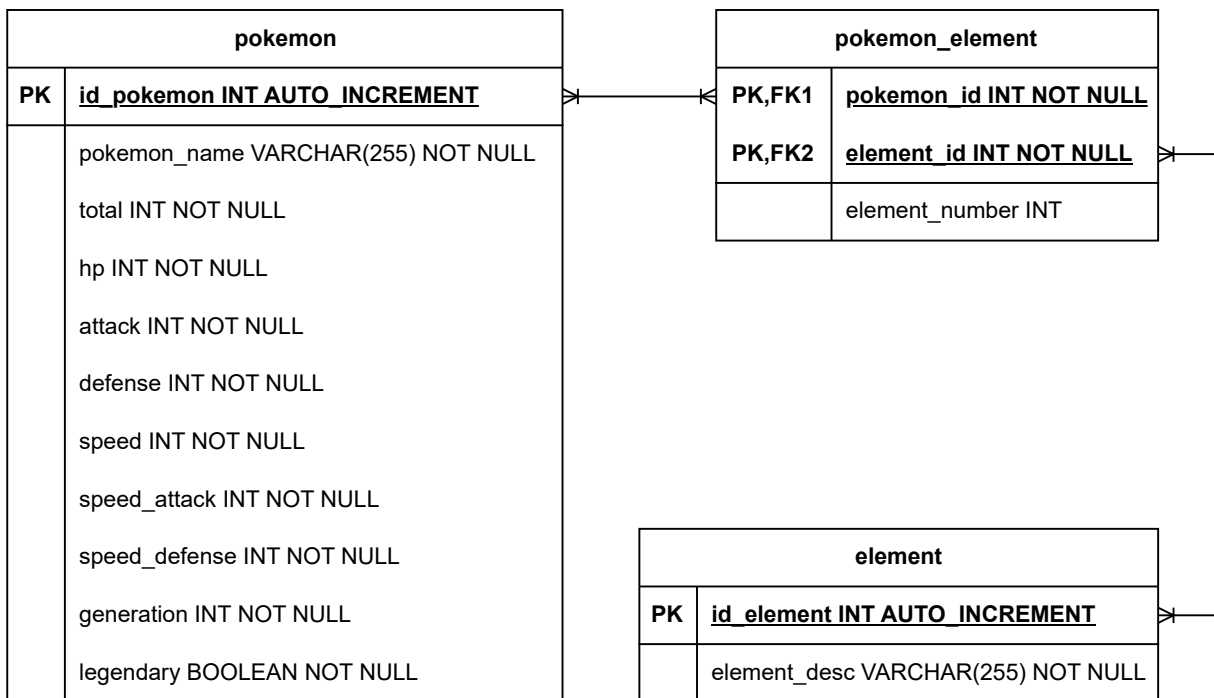 pokemon
PK id_pokemon INT AUTO_INCREMENT
pokemon_name VARCHAR(255) NOT NULL
total INT NOT NULL
hp INT NOT NULL
attack INT NOT NULL
defense INT NOT NULL
speed INT NOT NULL
speed_attack INT NOT NULL
speed_defense INT NOT NULL
generation INT NOT NULL
legendary BOOLEAN NOT NULL
pokemon_element
PK,FK1 pokemon_id INT NOT NULL
PK,FK2 element_id INT NOT NULL
element_number INT
element
PK id_element INT AUTO_INCREMENT
element_desc VARCHAR(255) NOT NULL